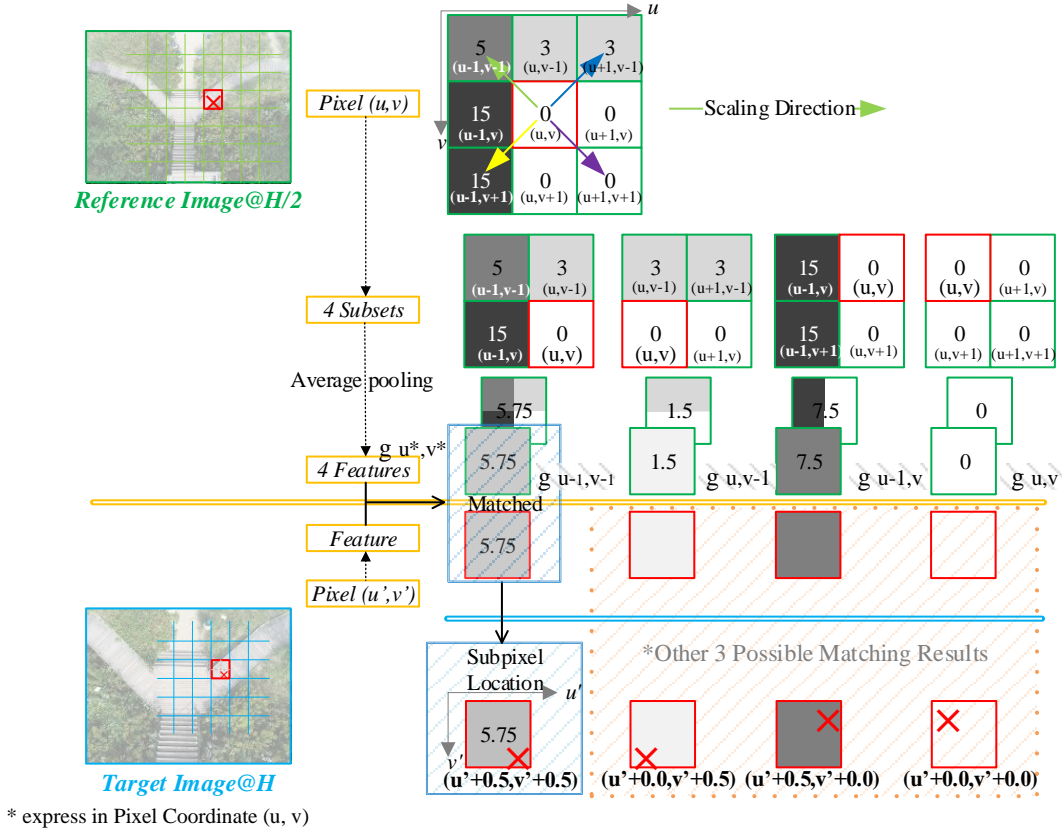 u
5
(u-1,v-1)
3
(u,v-1)
3
(u+1,v-1)
Pixel (u,v)
15
(u-1,v)
0
(u,v)
0
(u+1,v)
Scaling Direction
v
15
(u-1,v+1)
0
(u,v+1)
0
(u+1,v+1)
Reference Image@H/2
5
(u-1,v-1)
3
(u,v-1)
15
(u-1,v)
0
(u,v)
3
(u,v-1)
3
(u+1,v-1)
0
(u,v)
0
(u+1,v)
15
(u-1,v)
0
(u,v)
15
(u-1,v+1)
0
(u,v+1)
0
(u,v)
0
(u+1,v)
0
(u,v+1)
0
(u+1,v+1)
4 Subsets
Average pooling
5.75
1.5
7.5
0
g u*,v*
4 Features
5.75
g u-1,v-1
1.5
g u,v-1
7.5
g u-1,v
0
g u,v
Matched
Feature
5.75
Pixel (u’,v’)
Subpixel
Location
u'
*Other 3 Possible Matching Results
5.75
v'
(u’+0.5,v’+0.5)
(u’+0.0,v’+0.5)
(u’+0.5,v’+0.0)
(u’+0.0,v’+0.0)
Target Image@H
* express in Pixel Coordinate (u, v)